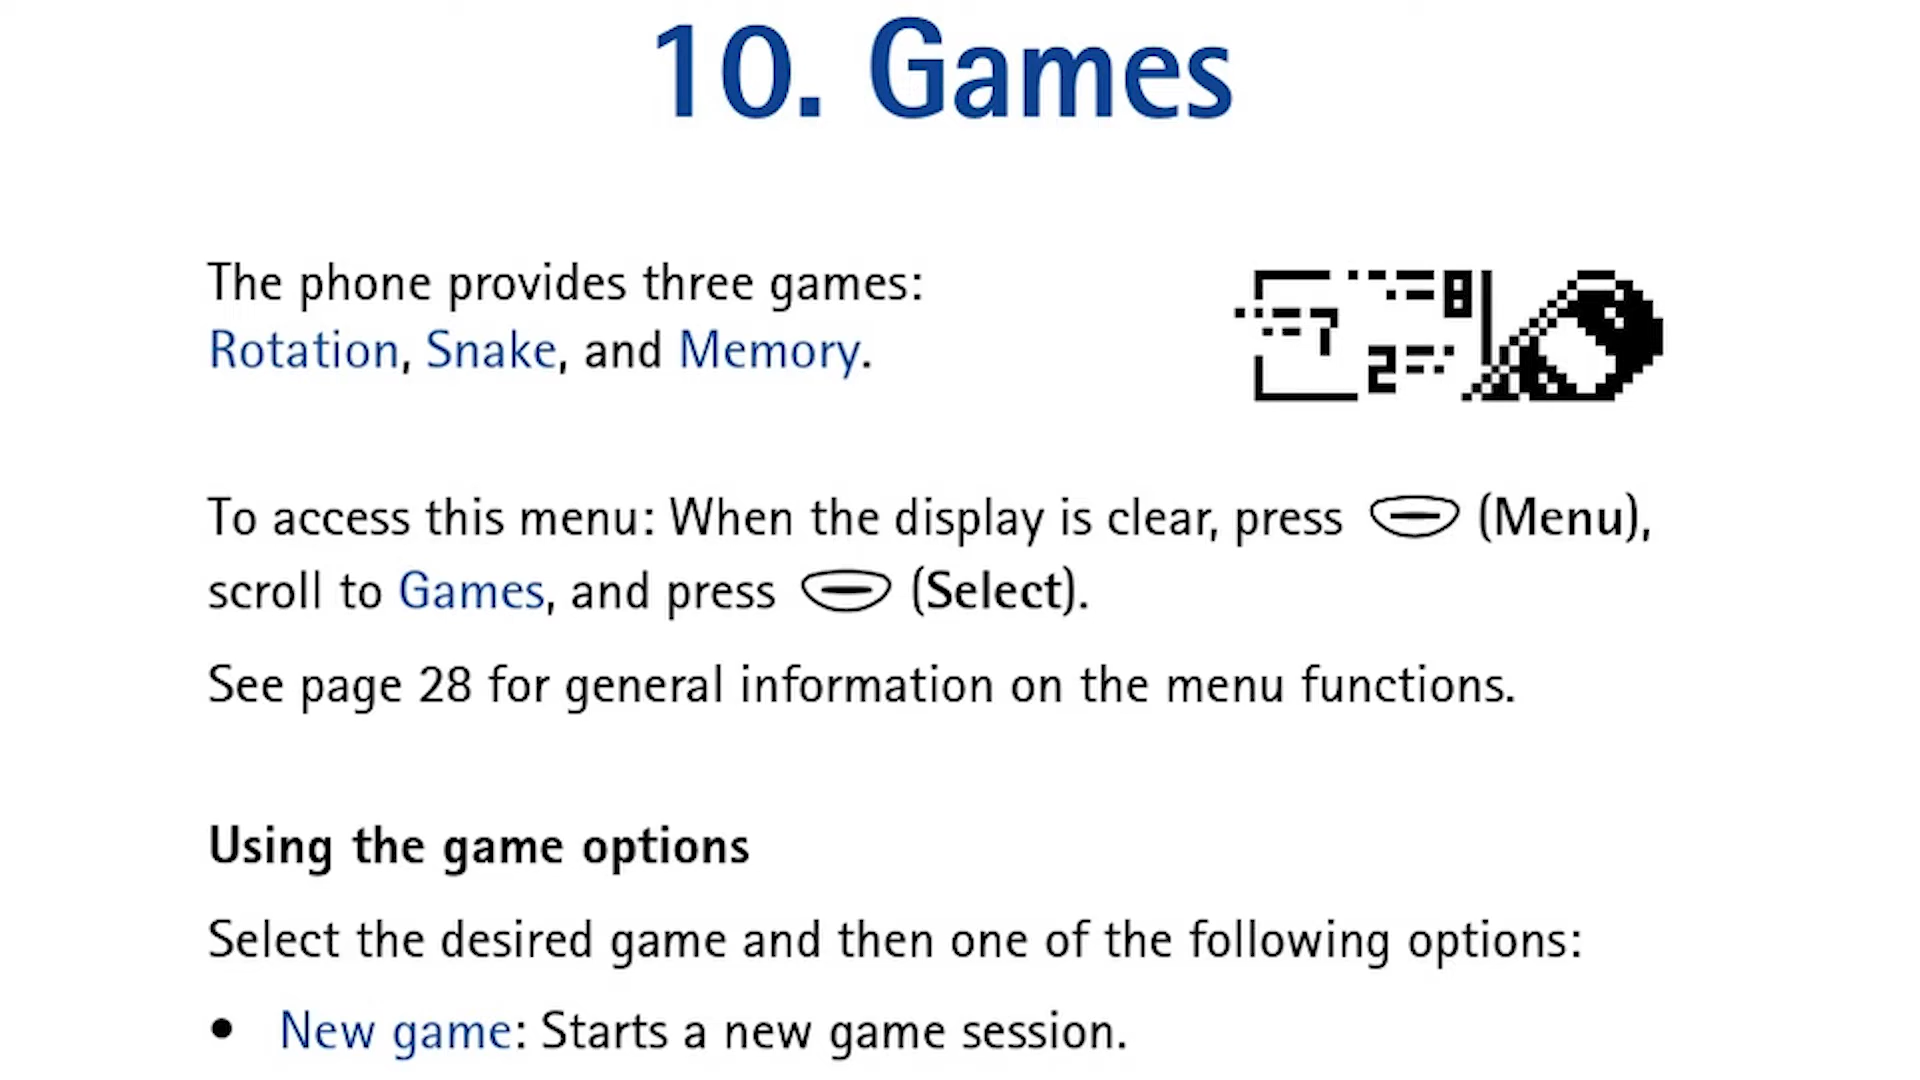 10. Games
The phone provides three games:
Rotation, Snake, and Memory.
7
8
2
To access this menu: When the display is clear, press (Menu),
scroll to Games, and press (Select).
See page 28 for general information on the menu functions.
Using the game options
Select the desired game and then one of the following options:
• New game: Starts a new game session.